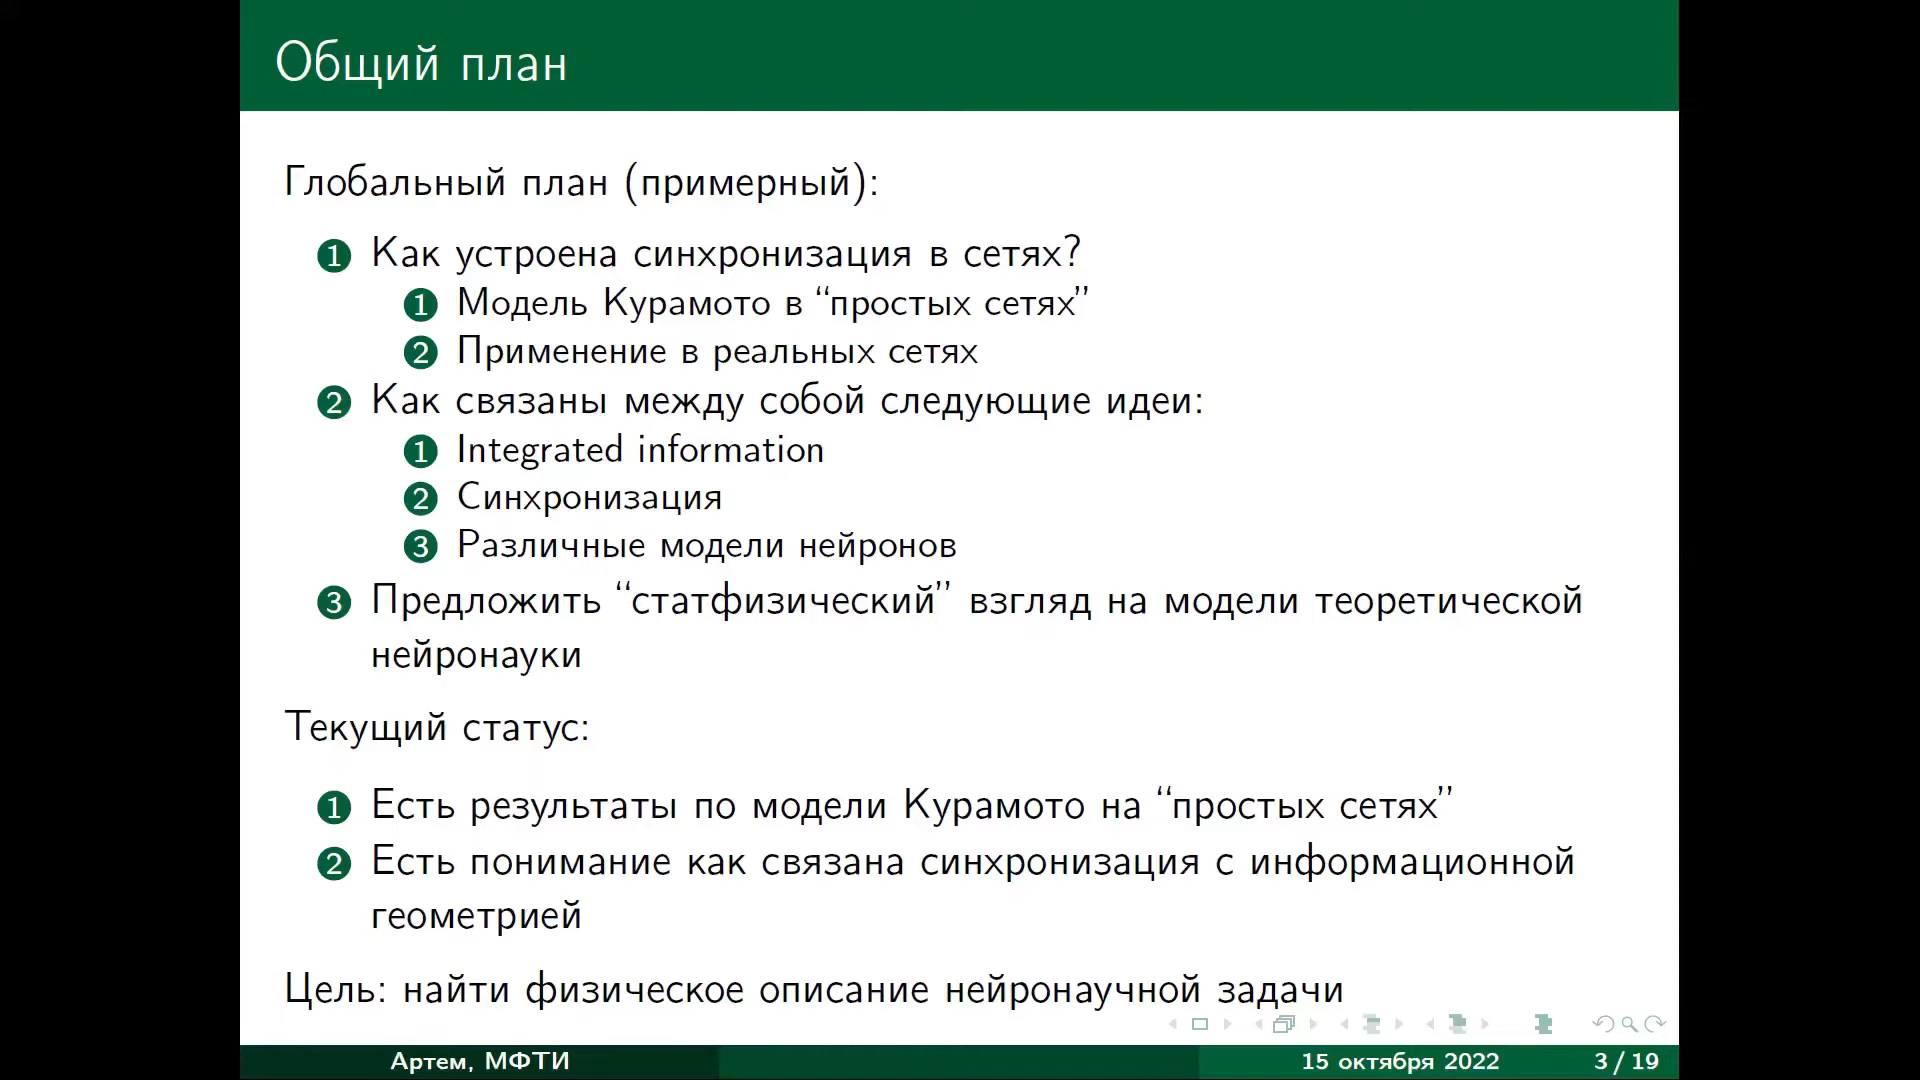 Общий план
Глобальный план (примерный):
1 Как устроена синхронизация в сетях?
1 Модель Курамото в “простых сетях”
2 Применение в реальных сетях
2 Как связаны между собой следующие идеи:
1 Integrated information
2 Синхронизация
3 Различные модели нейронов
3 Предложить “статфизический” взгляд на модели теоретической
нейронауки
Текущий статус:
1 Есть результаты по модели Курамото на “простых сетях”
2 Есть понимание как связана синхронизация с информационной
геометрией
Цель: найти физическое описание нейронаучной задачи
Артем, МФТИ 15 октября 2022 3 / 19